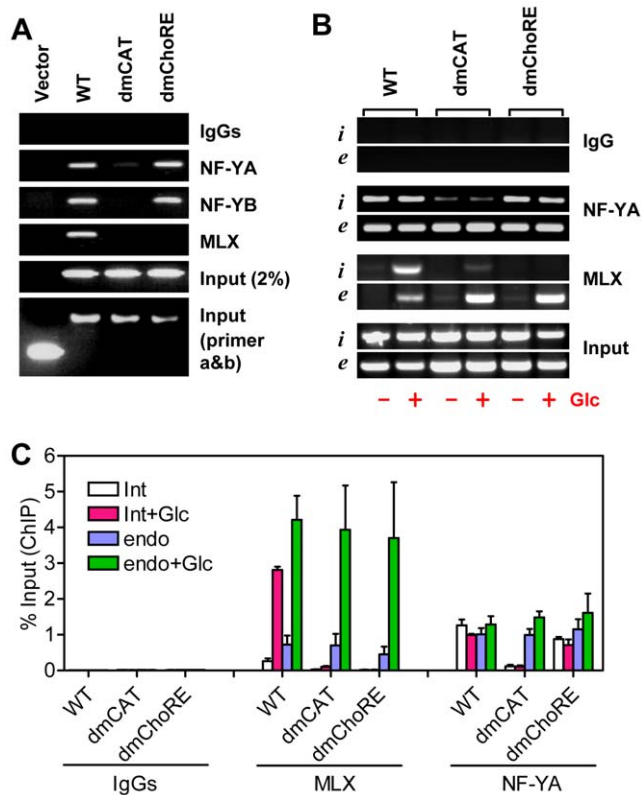 A
Vector
WT
dmCAT
dmChoRE
IgGs
NF-YA
NF-YB
MLX
Input (2%)
Input
(primer
a&b)
B
WT
dmCAT
dmChoRE
i
e
IgG
i
e
NF-YA
i
e
MLX
i
e
Input
− + − + − + Glc
C
% Input (ChIP)
6
5
4
3
2
1
0
Int
Int+Glc
endo
endo+Glc
WT
dmCAT
dmChoRE
WT
dmCAT
dmChoRE
WT
dmCAT
dmChoRE
IgGs
MLX
NF-YA